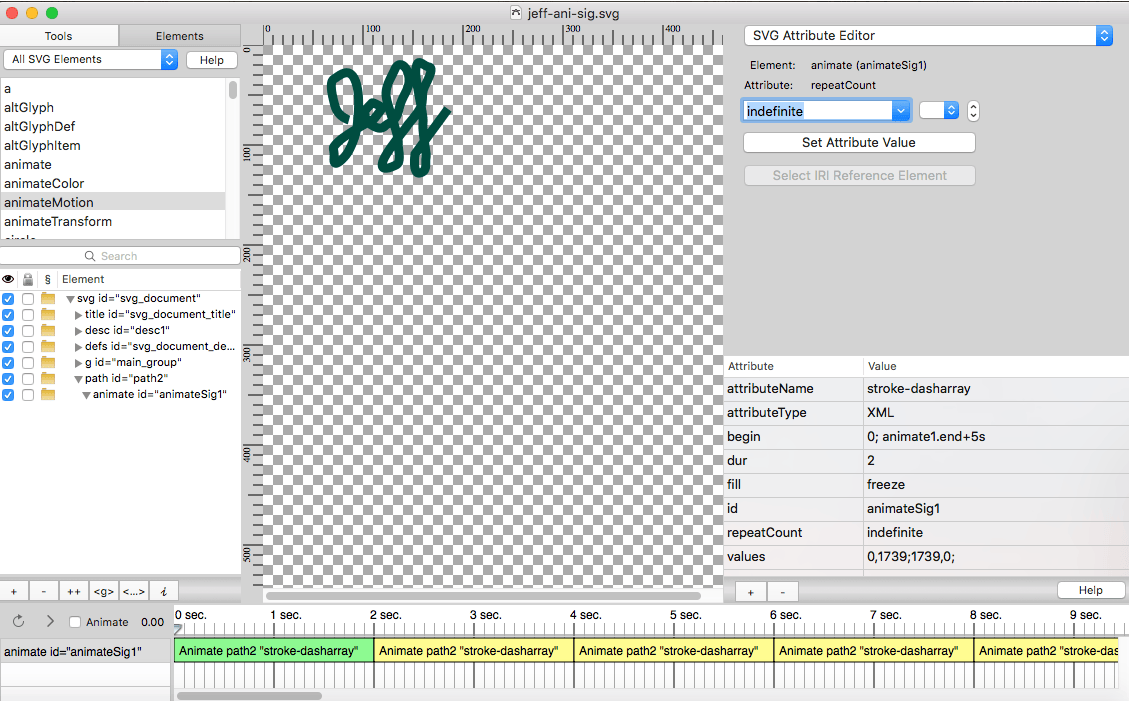 jeff-ani-sig.svg
Tools Elements
All SVG Elements Help
a
altGlyph
altGlyphDef
altGlyphItem
animate
animateColor
animateMotion
animateTransform
Search
§ Element
svg id="svg_document"
title id="svg_document_title"
desc id="desc1"
defs id="svg_document_de...
g id="main_group"
path id="path2"
animate id="animateSig1"
+ - ++ <g> <...> i
0 100 200 300 400
0
100
200
300
400
500
Jeff
SVG Attribute Editor
Element: animate (animateSig1)
Attribute: repeatCount
indefinite
Set Attribute Value
Select IRI Reference Element
Attribute Value
attributeName stroke-dasharray
attributeType XML
begin 0; animate1.end+5s
dur 2
fill freeze
id animateSig1
repeatCount indefinite
values 0,1739;1739,0;
+ - Help
Animate 0.00 0 sec. 1 sec. 2 sec. 3 sec. 4 sec. 5 sec. 6 sec. 7 sec. 8 sec. 9 sec.
animate id="animateSig1" Animate path2 "stroke-dasharray" Animate path2 "stroke-dasharray" Animate path2 "stroke-dasharray" Animate path2 "stroke-dasharray" Animate path2 "stroke-das